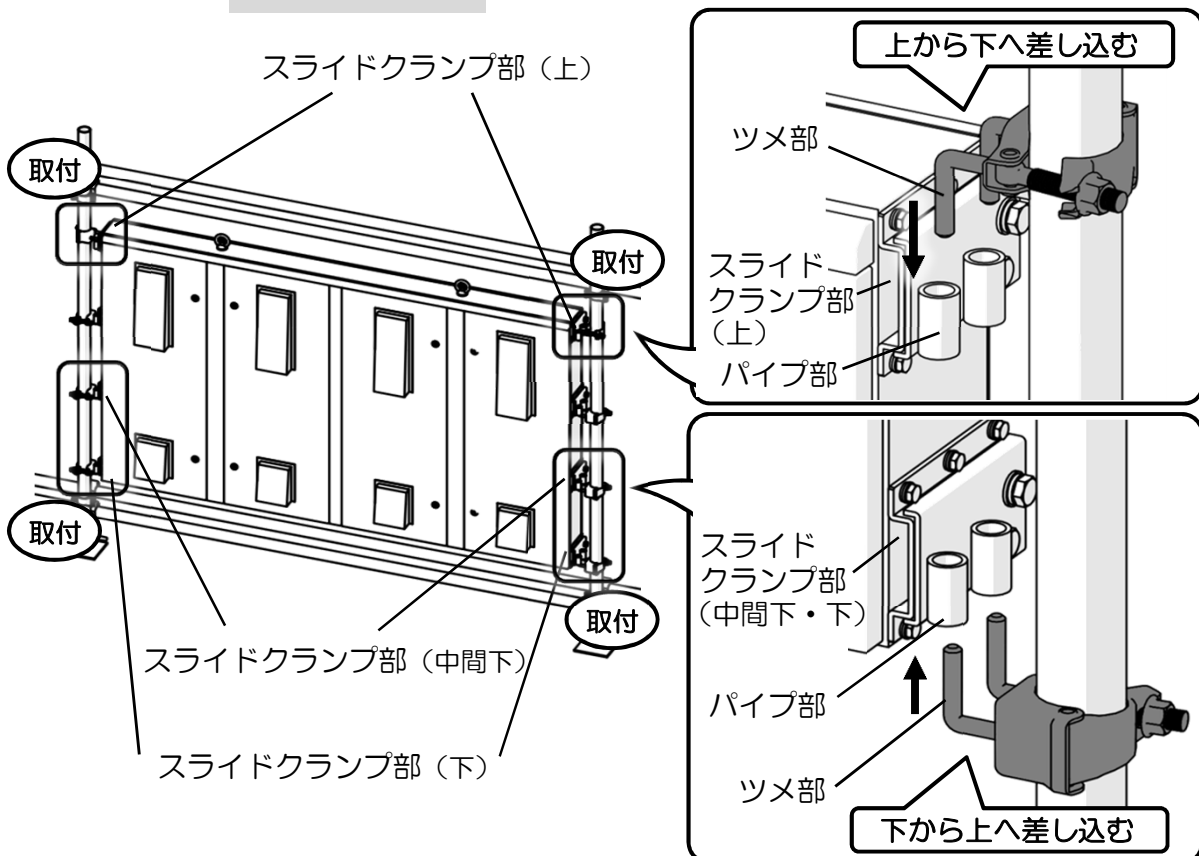 スライドクランプ部（上）
取付
取付
取付
取付
スライドクランプ部（中間下）
スライドクランプ部（下）
上から下へ差し込む
ツメ部
スライド
クランプ部
（上）
パイプ部
スライド
クランプ部
（中間下・下）
パイプ部
ツメ部
下から上へ差し込む